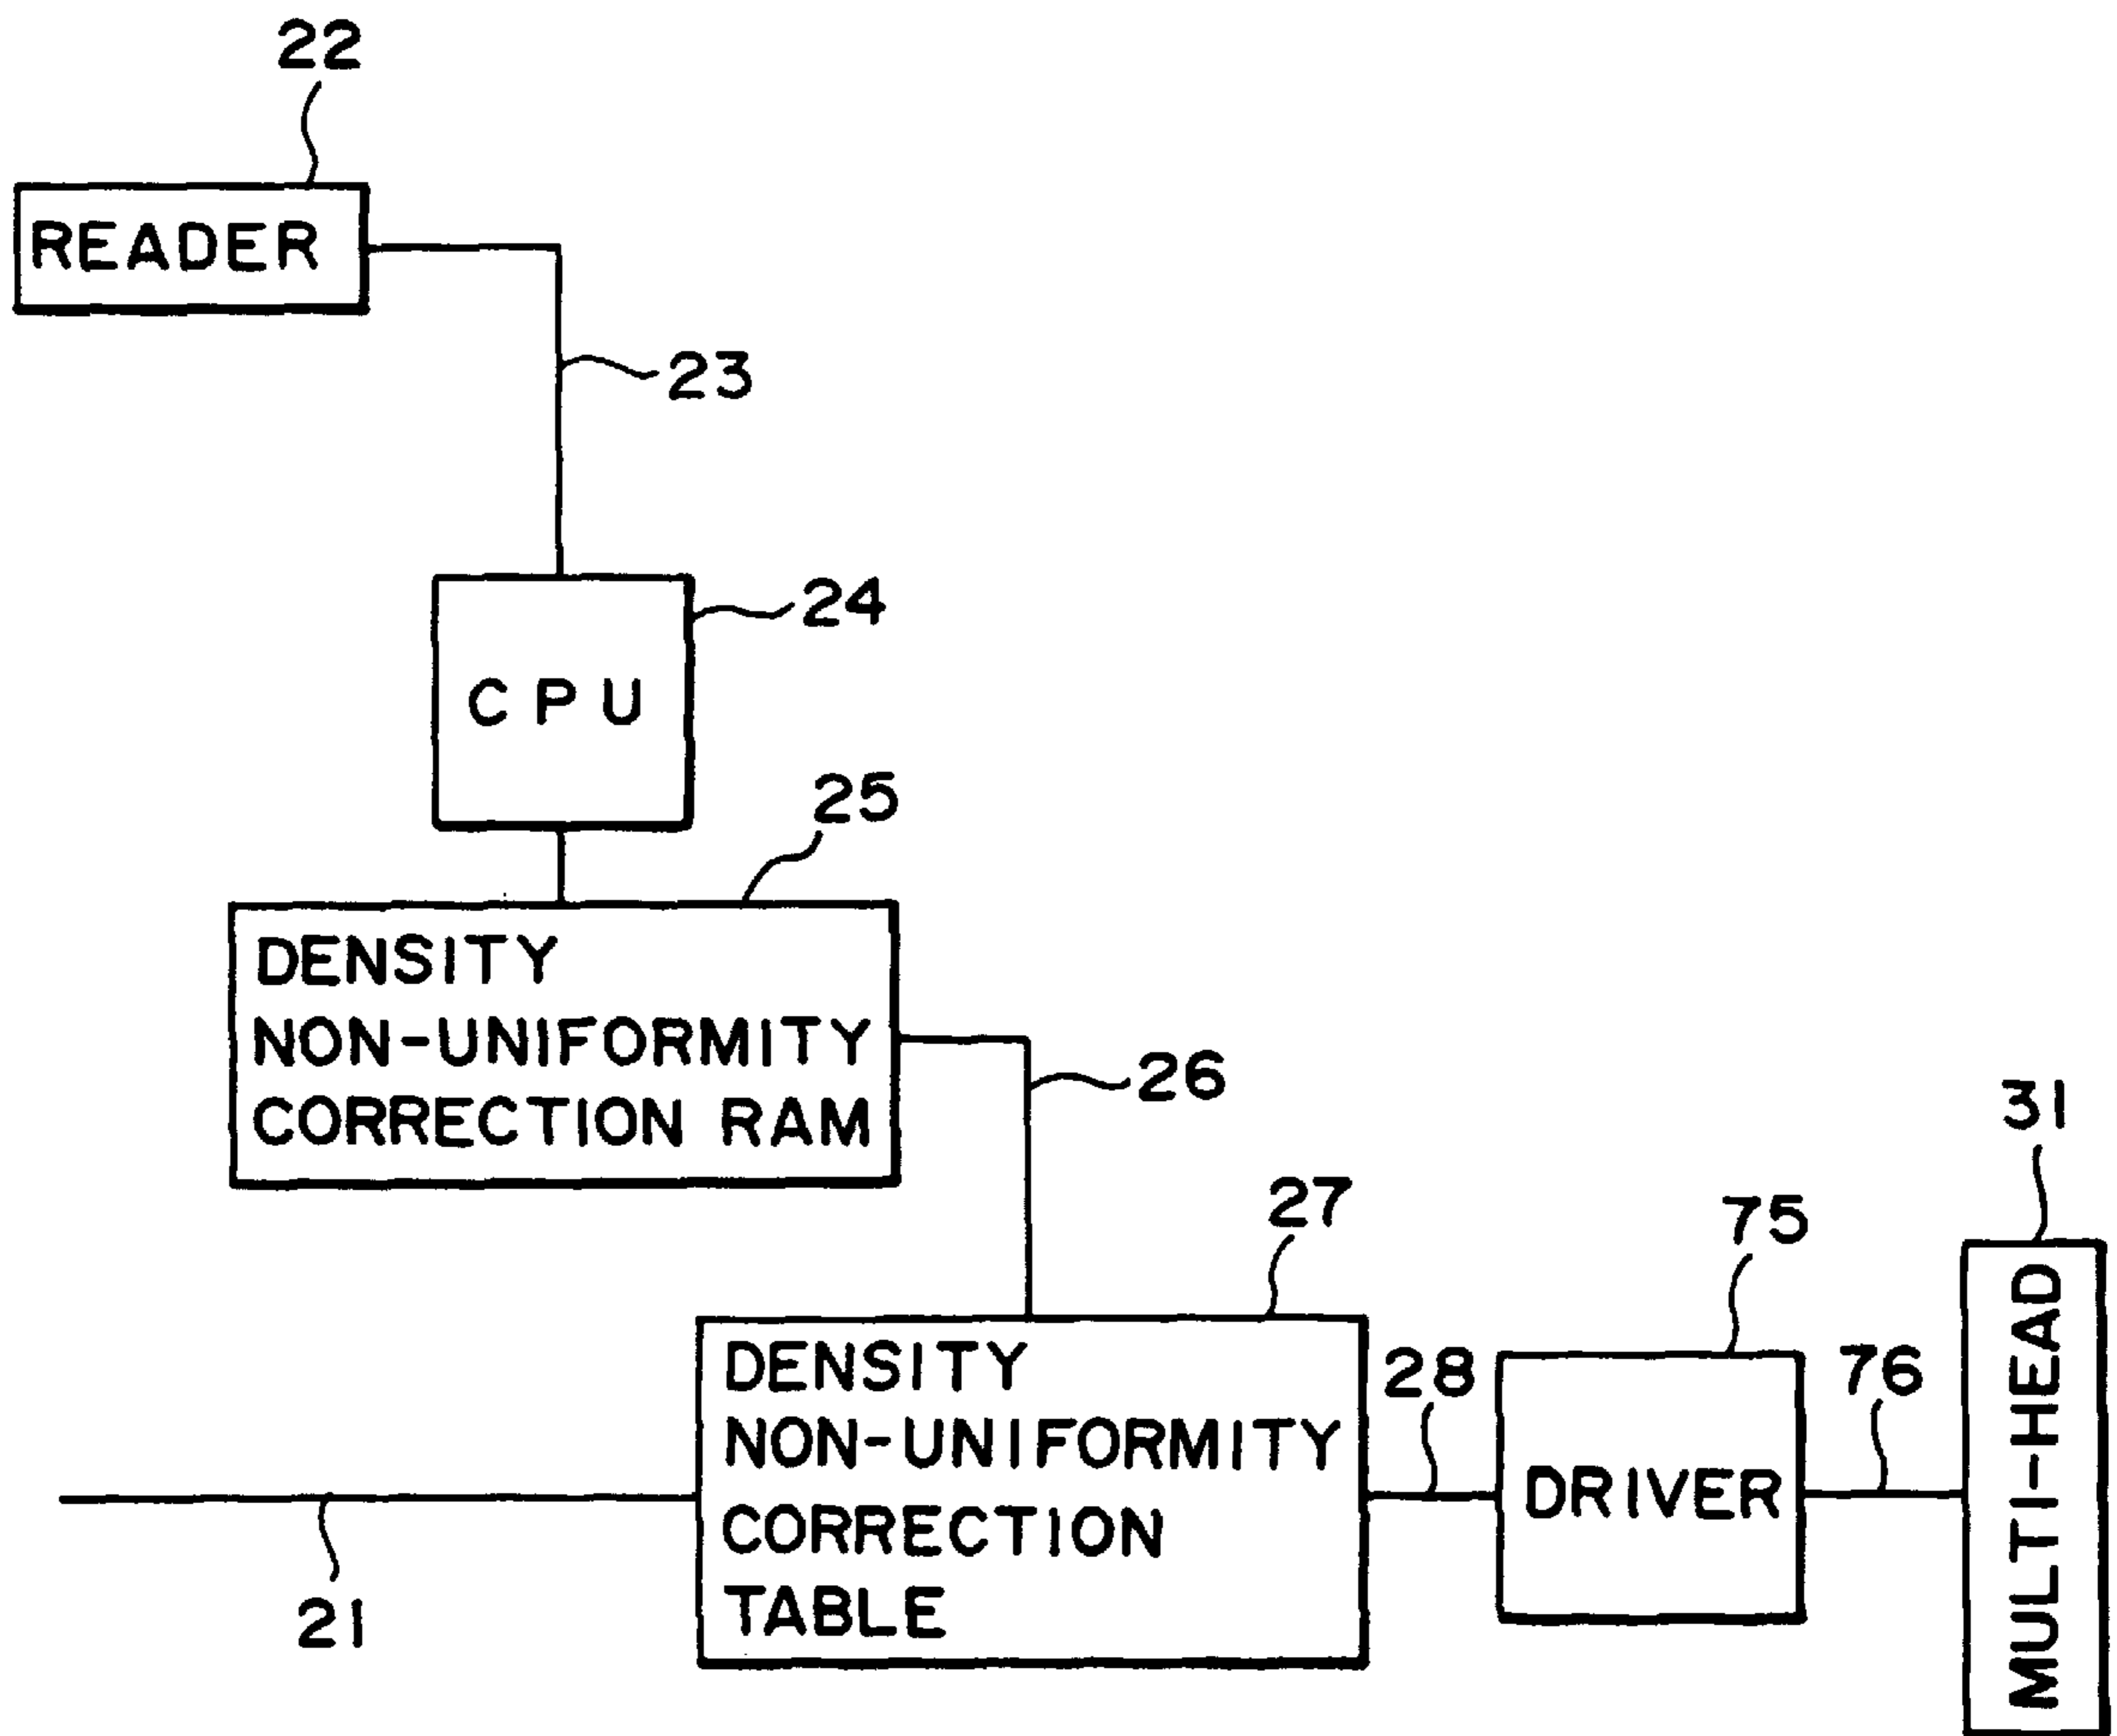 22
READER
23
24
CPU
25
DENSITY
NON-UNIFORMITY
CORRECTION RAM
26
31
27
75
DENSITY
NON-UNIFORMITY
CORRECTION
TABLE
28
DRIVER
76
MULTI-HEAD
21